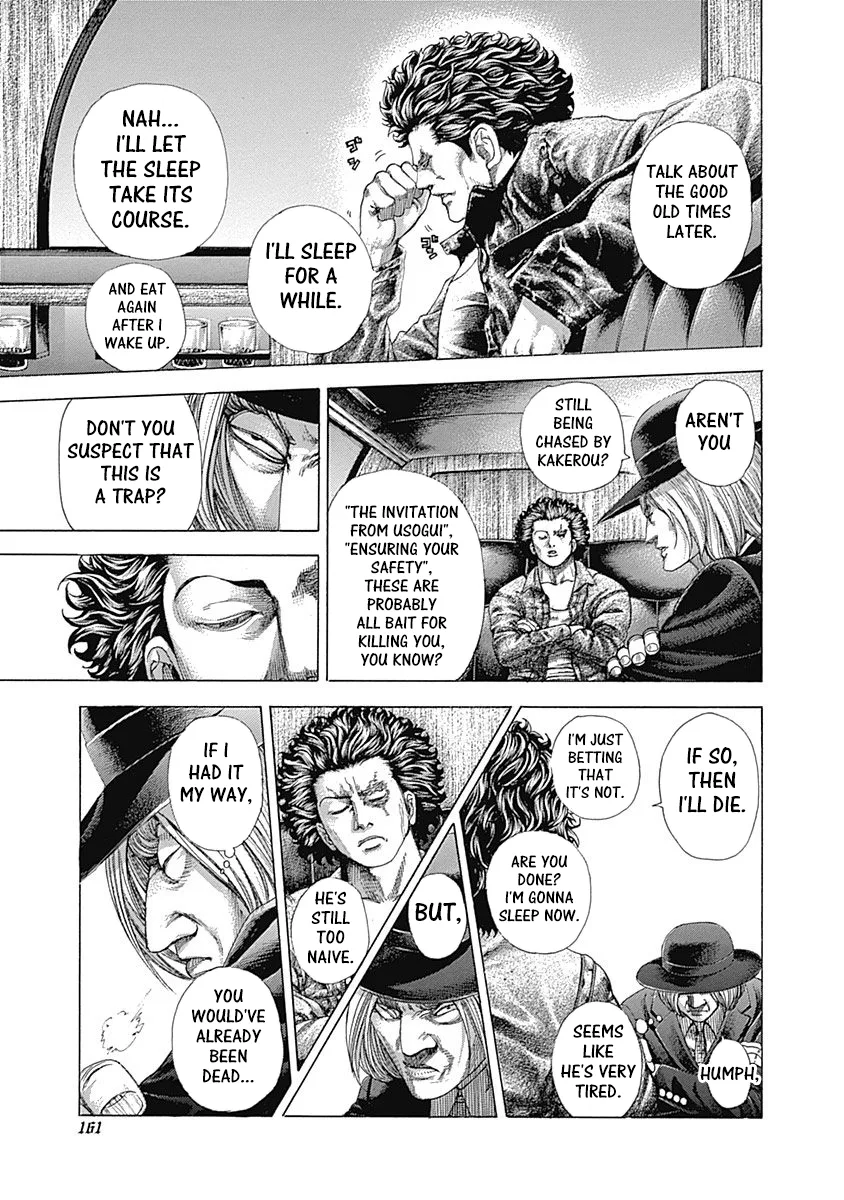 TALK ABOUT
THE GOOD
OLD TIMES
LATER.
I'LL SLEEP
FOR A
WHILE.
NAH...
I'LL LET
THE SLEEP
TAKE ITS
COURSE.
AND EAT
AGAIN
AFTER I
WAKE UP.
AREN'T
YOU
STILL
BEING
CHASED BY
KAKEROU?
"THE INVITATION
FROM USOGUI",
"ENSURING YOUR
SAFETY",
THESE ARE
PROBABLY
ALL BAIT FOR
KILLING YOU,
YOU KNOW?
DON'T YOU
SUSPECT THAT
THIS IS
A TRAP?
IF SO,
THEN
I'LL DIE.
I'M JUST
BETTING
THAT
IT'S NOT.
ARE YOU
DONE?
I'M GONNA
SLEEP NOW.
HUMPH,
SEEMS
LIKE
HE'S VERY
TIRED.
BUT,
HE'S
STILL
TOO
NAIVE.
IF I
HAD IT
MY WAY,
YOU
WOULD'VE
ALREADY
BEEN
DEAD...
161